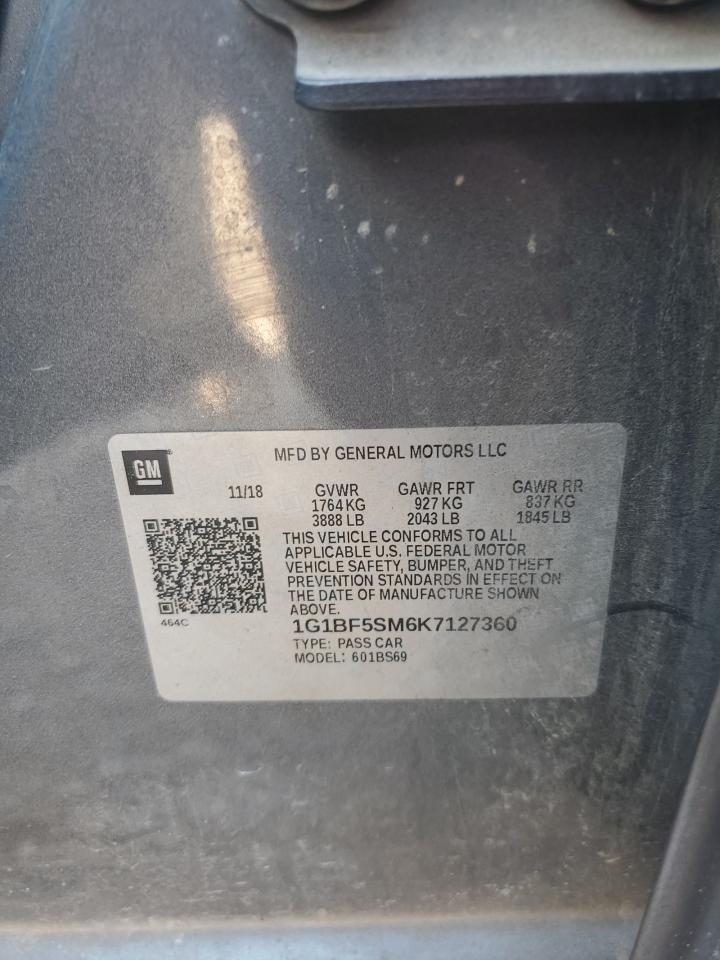 GM
MFD BY GENERAL MOTORS LLC
11/18 GVWR GAWR FRT GAWR RR
1764 KG 927 KG 837 KG
3888 LB 2043 LB 1845 LB
THIS VEHICLE CONFORMS TO ALL
APPLICABLE U.S. FEDERAL MOTOR
VEHICLE SAFETY, BUMPER, AND THEFT
PREVENTION STANDARDS IN EFFECT ON
THE DATE OF MANUFACTURE SHOWN
ABOVE.
464C
1G1BF5SM6K7127360
TYPE: PASS CAR
MODEL: 601BS69